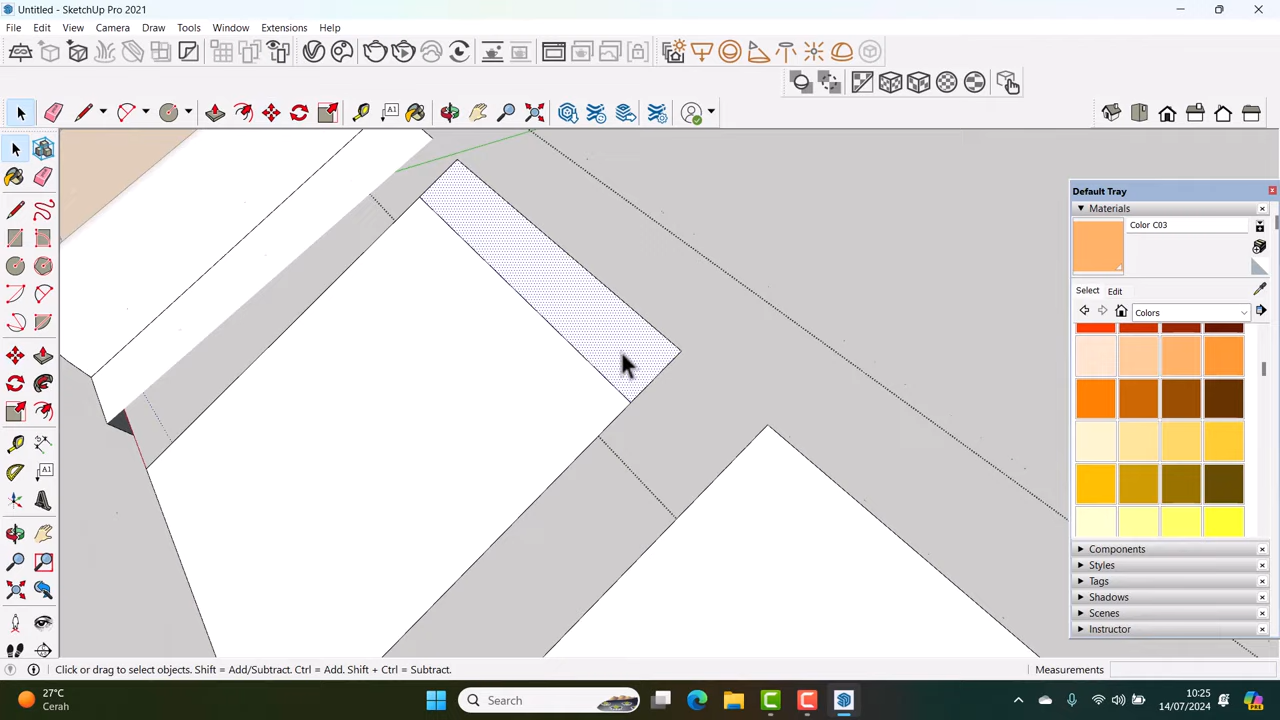 Untitled - SketchUp Pro 2021
File Edit View Camera Draw Tools Window Extensions Help
A1
Default Tray
Materials
Color C03
Select Edit
Colors
A1
Components
Styles
Tags
Shadows
Scenes
Instructor
Click or drag to select objects. Shift = Add/Subtract. Ctrl = Add. Shift + Ctrl = Subtract.
Measurements
27°C
Cerah
Search
10:25
14/07/2024